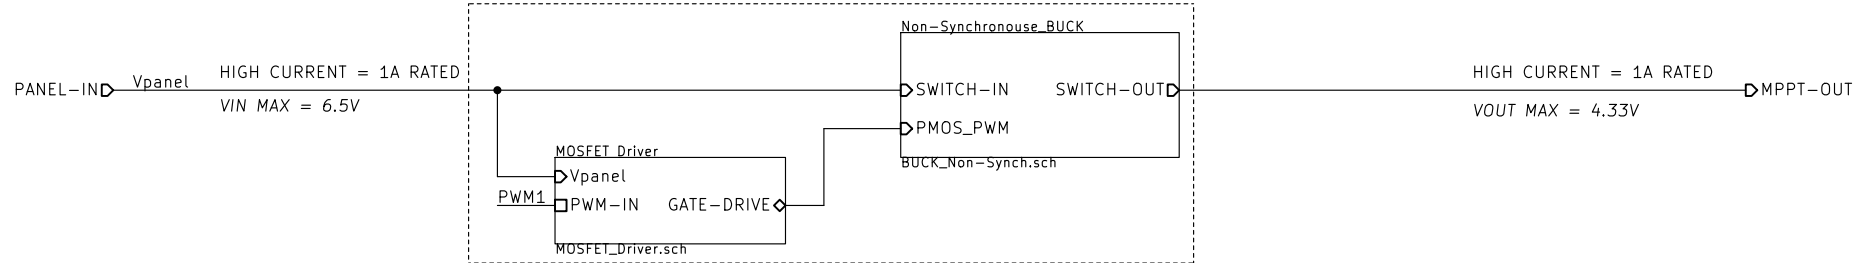 Non-Synchronouse_BUCK
HIGH CURRENT = 1A RATED
HIGH CURRENT = 1A RATED
PANEL-IN
Vpanel
SWITCH-IN
SWITCH-OUT
MPPT-OUT
VIN MAX = 6.5V
VOUT MAX = 4.33V
PMOS_PWM
MOSFET Driver
BUCK_Non-Synch.sch
Vpanel
PWM1
PWM-IN
GATE-DRIVE
MOSFET_Driver.sch